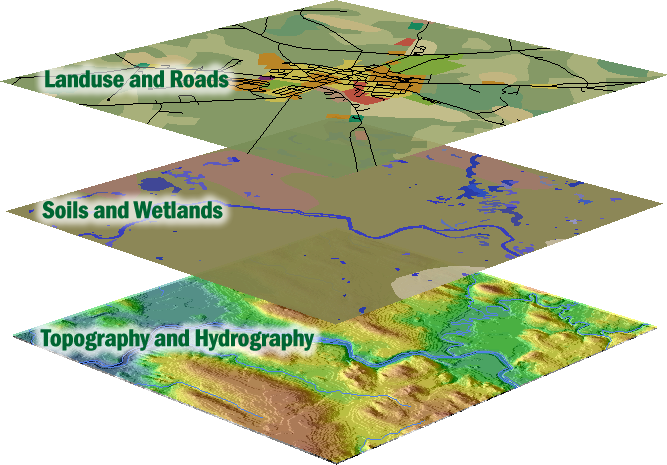 Landuse and Roads
Soils and Wetlands
Topography and Hydrography